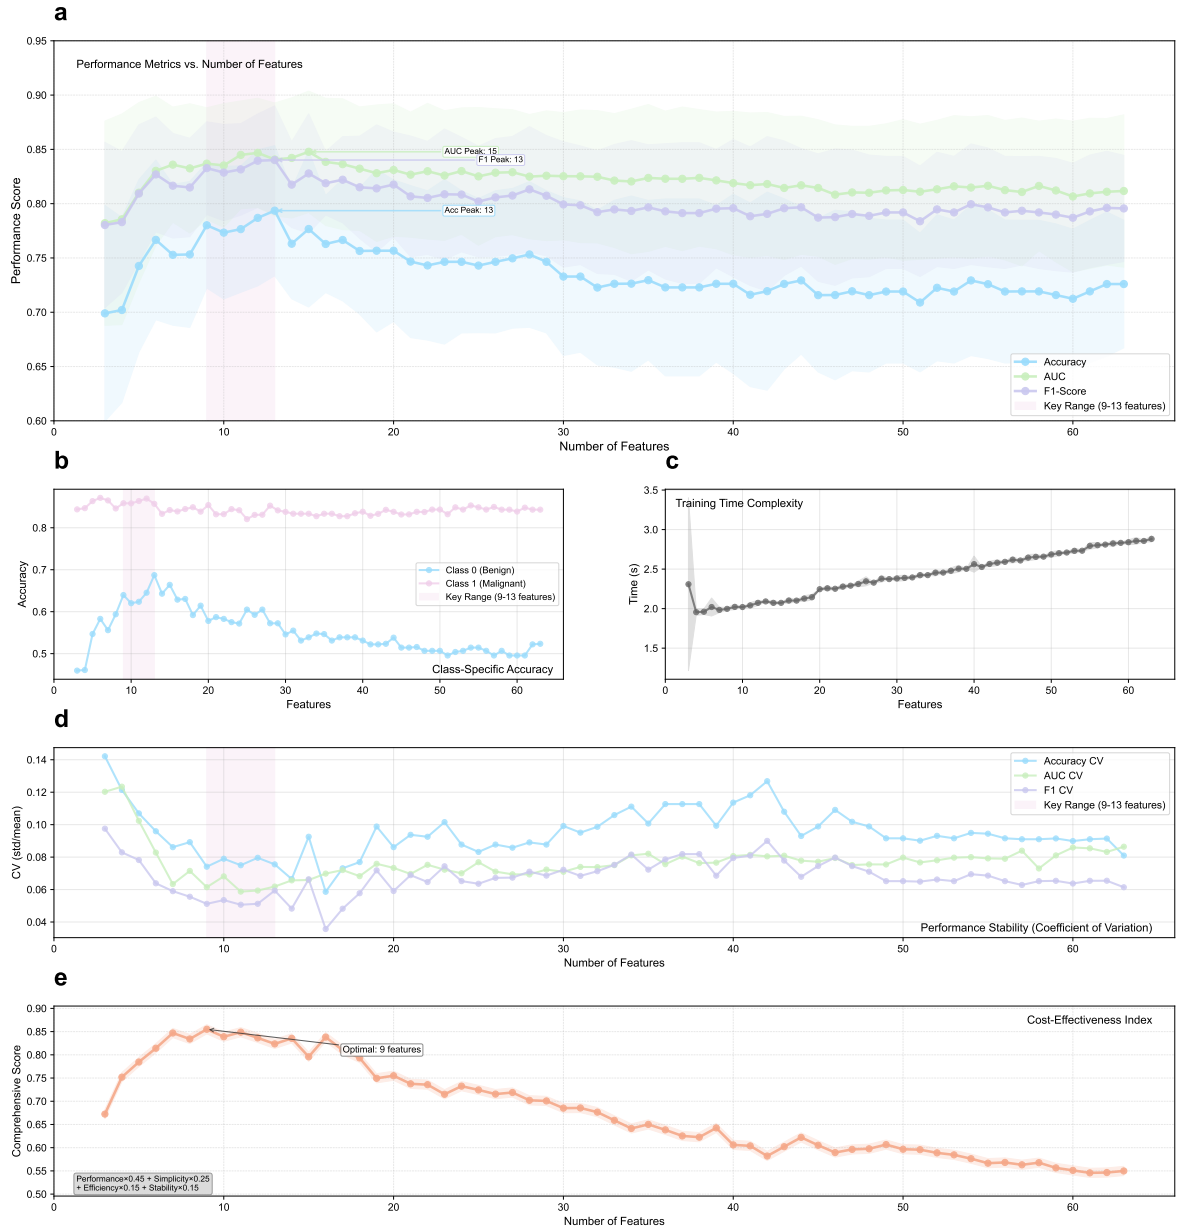 a
0.95
0.90
0.85
0.80
0.75
0.70
0.65
0.60
Performance Score
Performance Metrics vs. Number of Features
AUC Peak: 15
F1 Peak: 13
Acc Peak: 13
Accuracy
AUC
F1-Score
Key Range (9-13 features)
0 10 20 30 40 50 60
Number of Features
b
0.8
0.7
0.6
0.5
Accuracy
Class 0 (Benign)
Class 1 (Malignant)
Key Range (9-13 features)
Class-Specific Accuracy
0 10 20 30 40 50 60
Features
c
3.5
3.0
2.5
2.0
1.5
Time (s)
Training Time Complexity
0 10 20 30 40 50 60
Features
d
0.14
0.12
0.10
0.08
0.06
0.04
CV (std/mean)
Accuracy CV
AUC CV
F1 CV
Key Range (9-13 features)
Performance Stability (Coefficient of Variation)
0 10 20 30 40 50 60
Number of Features
e
0.90
0.85
0.80
0.75
0.70
0.65
0.60
0.55
0.50
Comprehensive Score
Cost-Effectiveness Index
Optimal: 9 features
Performance×0.45 + Simplicity×0.25
+ Efficiency×0.15 + Stability×0.15
0 10 20 30 40 50 60
Number of Features